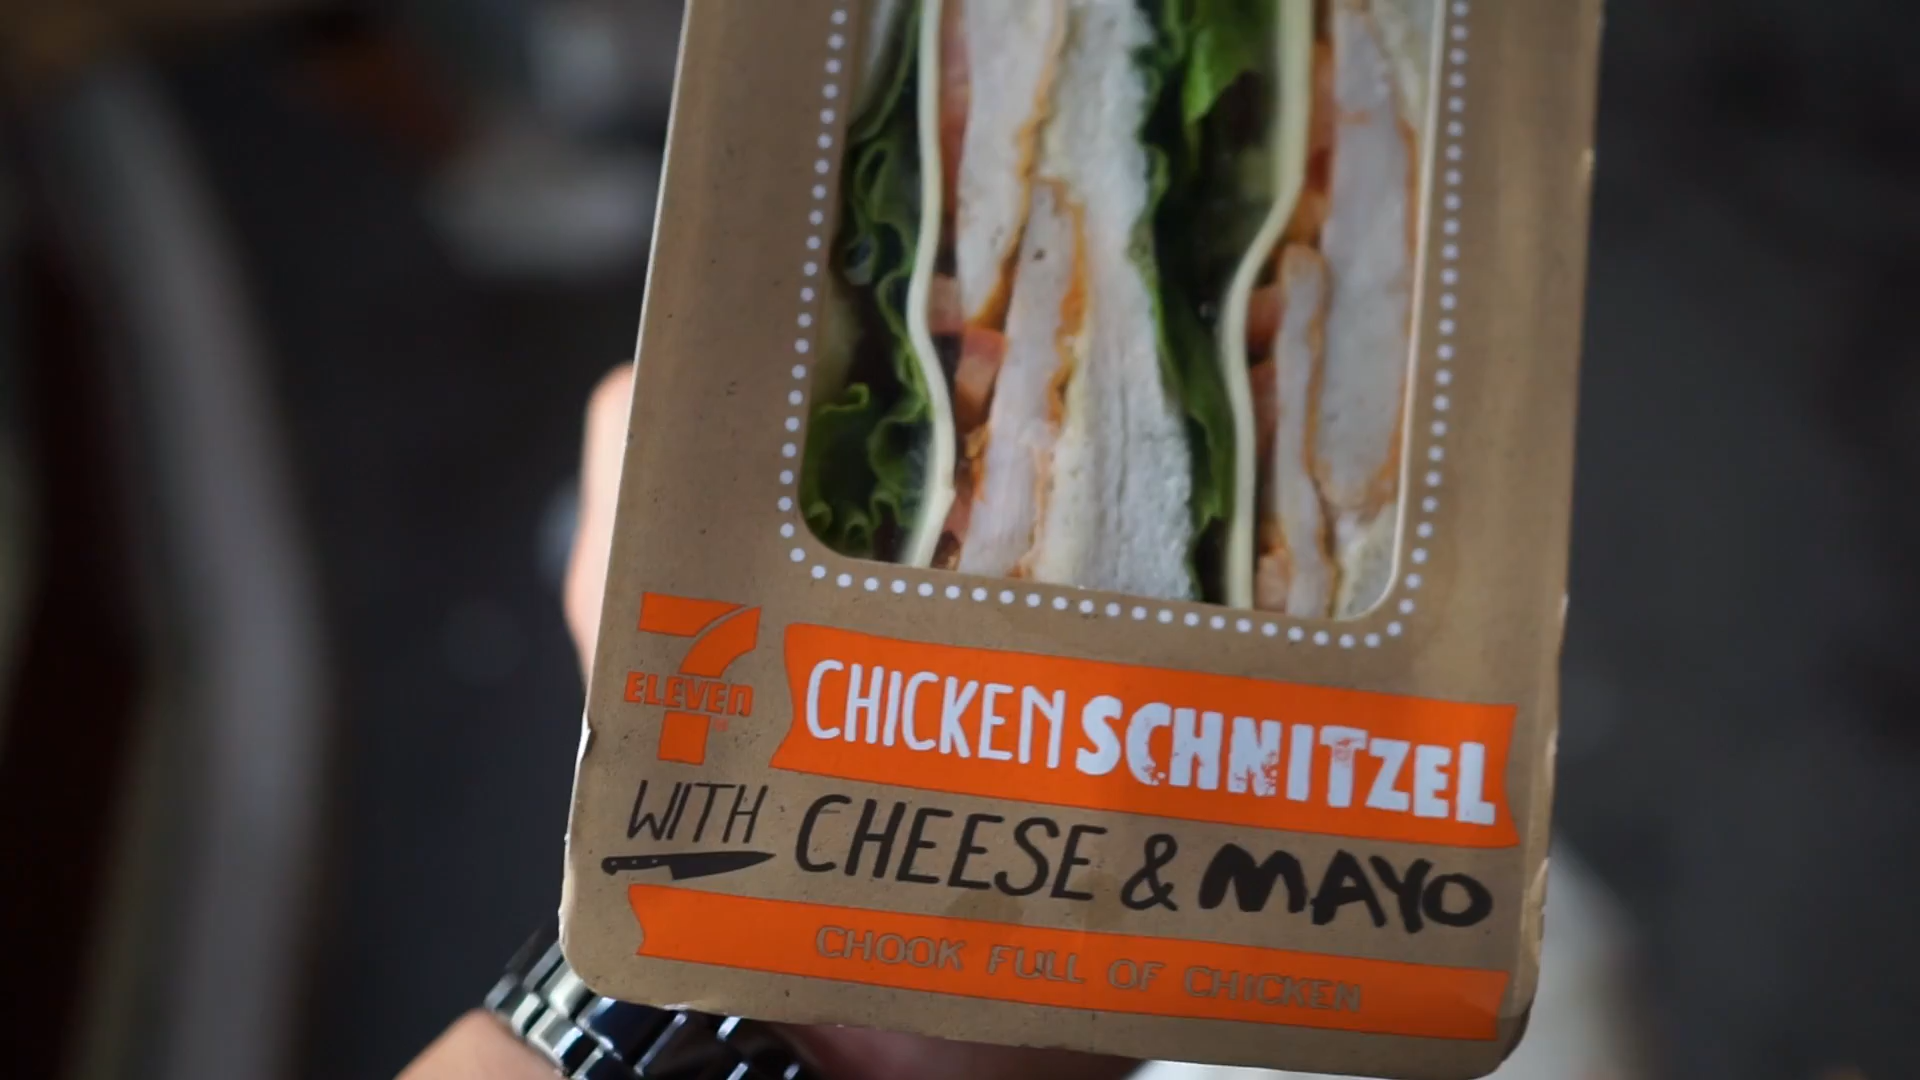 7
ELEVEn
CHICKEN SCHNITZEL
WITH CHEESE & MAYO
CHOOK FULL OF CHICKEN